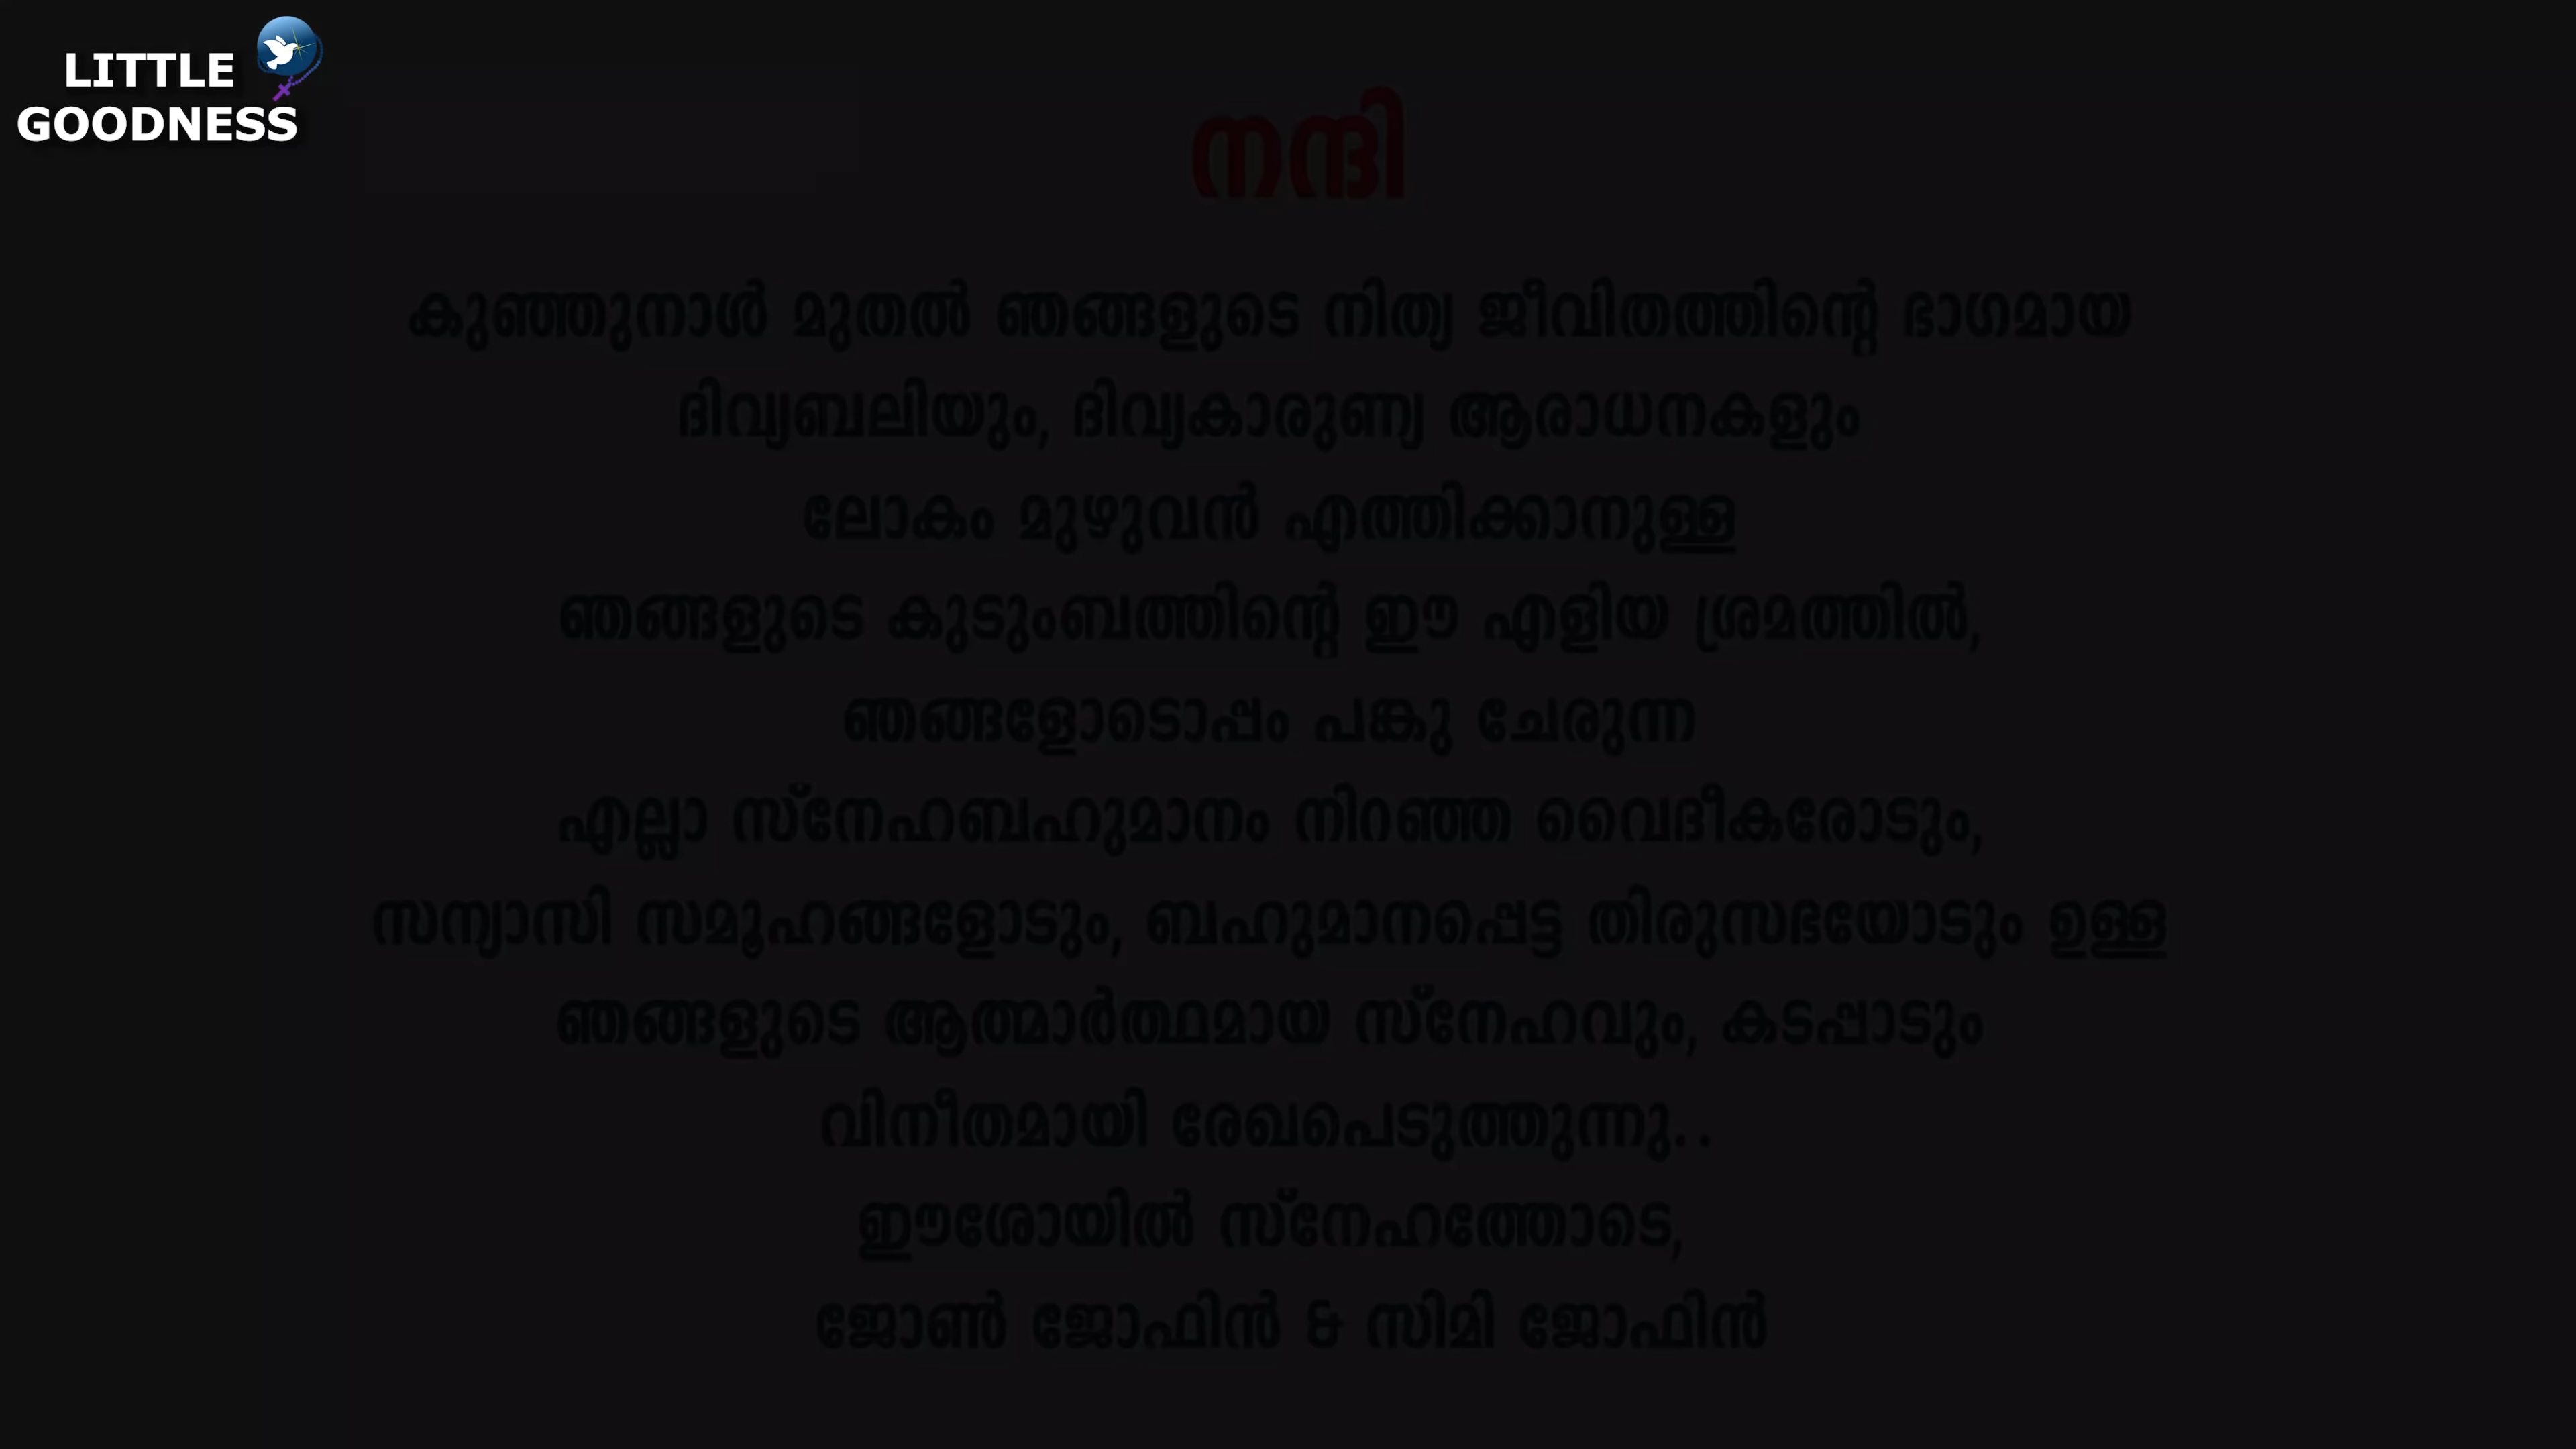 LITTLE
GOODNESS
നന്ദി
കുഞ്ഞുനാൾ മുതൽ ഞങ്ങളുടെ നിത്യ ജീവിതത്തിന്റെ ഭാഗമായ
ദിവ്യബലിയും, ദിവ്യകാരുണ്യ ആരാധനകളും
ലോകം മുഴുവൻ എത്തിക്കാനുള്ള
ഞങ്ങളുടെ കുടുംബത്തിന്റെ ഈ എളിയ ശ്രമത്തിൽ,
ഞങ്ങളോടൊപ്പം പങ്കു ചേരുന്ന
എല്ലാ സ്നേഹബഹുമാനം നിറഞ്ഞ വൈദീകരോടും,
സന്യാസി സമൂഹങ്ങളോടും, ബഹുമാനപ്പെട്ട തിരുസഭയോടും ഉള്ള
ഞങ്ങളുടെ ആത്മാർത്ഥമായ സ്നേഹവും, കടപ്പാടും
വിനീതമായി രേഖപെടുത്തുന്നു..
ഈശോയിൽ സ്നേഹത്തോടെ,
ജോൺ ജോഫിൻ & സിമി ജോഫിൻ